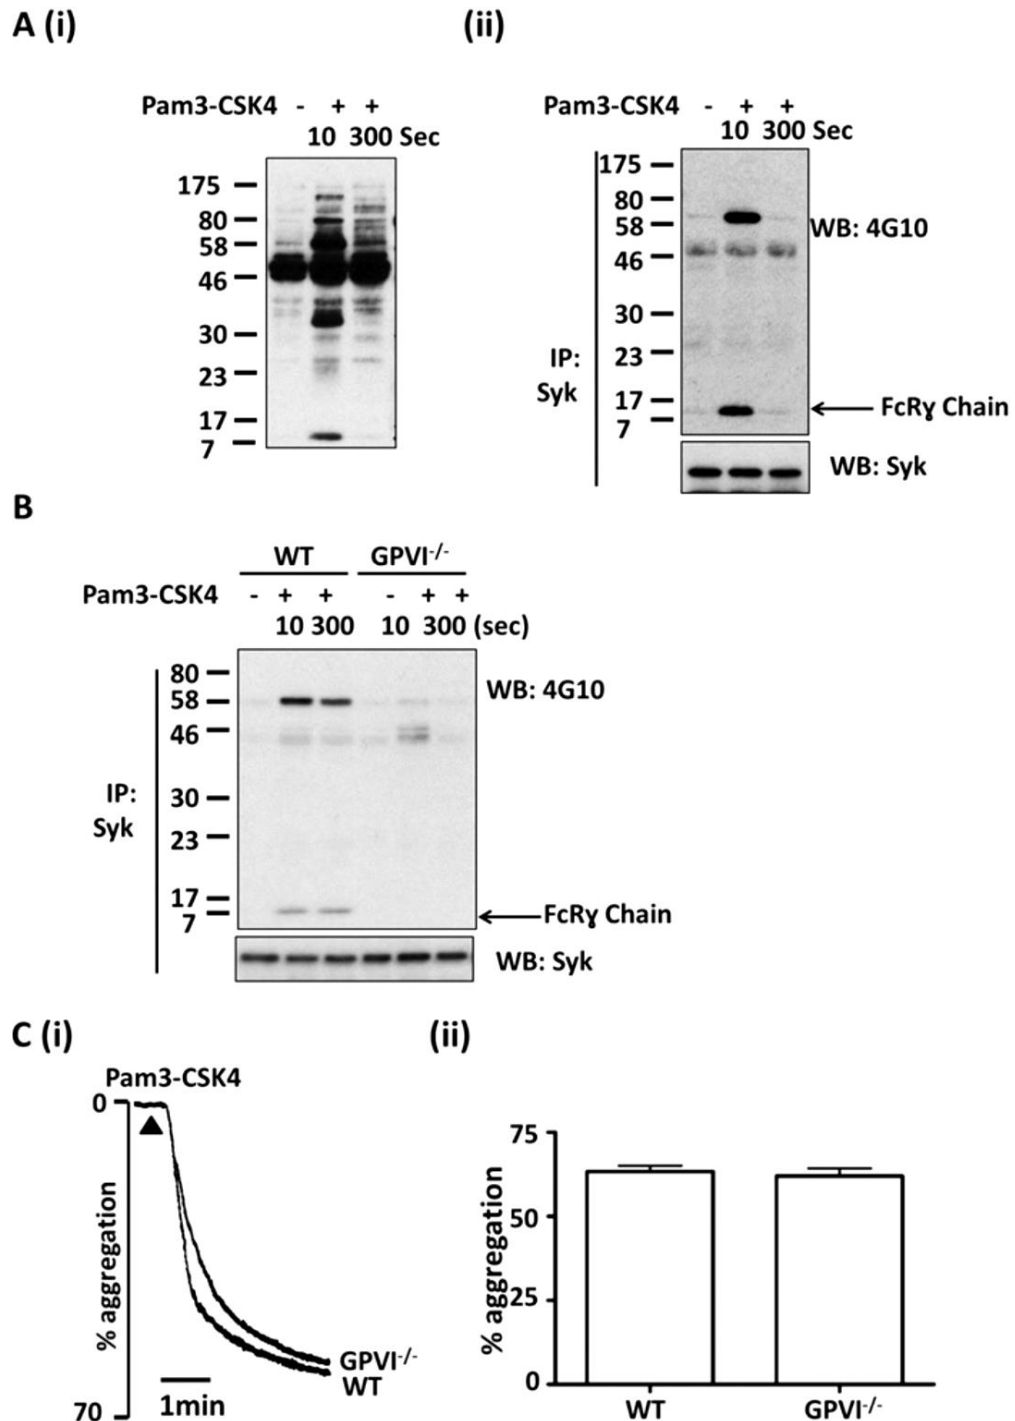 A (i)
Pam3-CSK4 - + +
10 300 Sec
175
80
58
46
30
23
17
7
(ii)
Pam3-CSK4 - + +
10 300 Sec
175
80
58
46
30
23
17
7
IP:
Syk
WB: 4G10
FcRɣ Chain
WB: Syk
B
WT GPVI-/-
Pam3-CSK4 - + + - + +
10 300 10 300 (sec)
80
58
46
30
23
17
7
IP:
Syk
WB: 4G10
FcRɣ Chain
WB: Syk
C (i)
Pam3-CSK4
0
% aggregation
70
1min
GPVI-/-
WT
(ii)
75
50
25
0
% aggregation
WT GPVI-/-